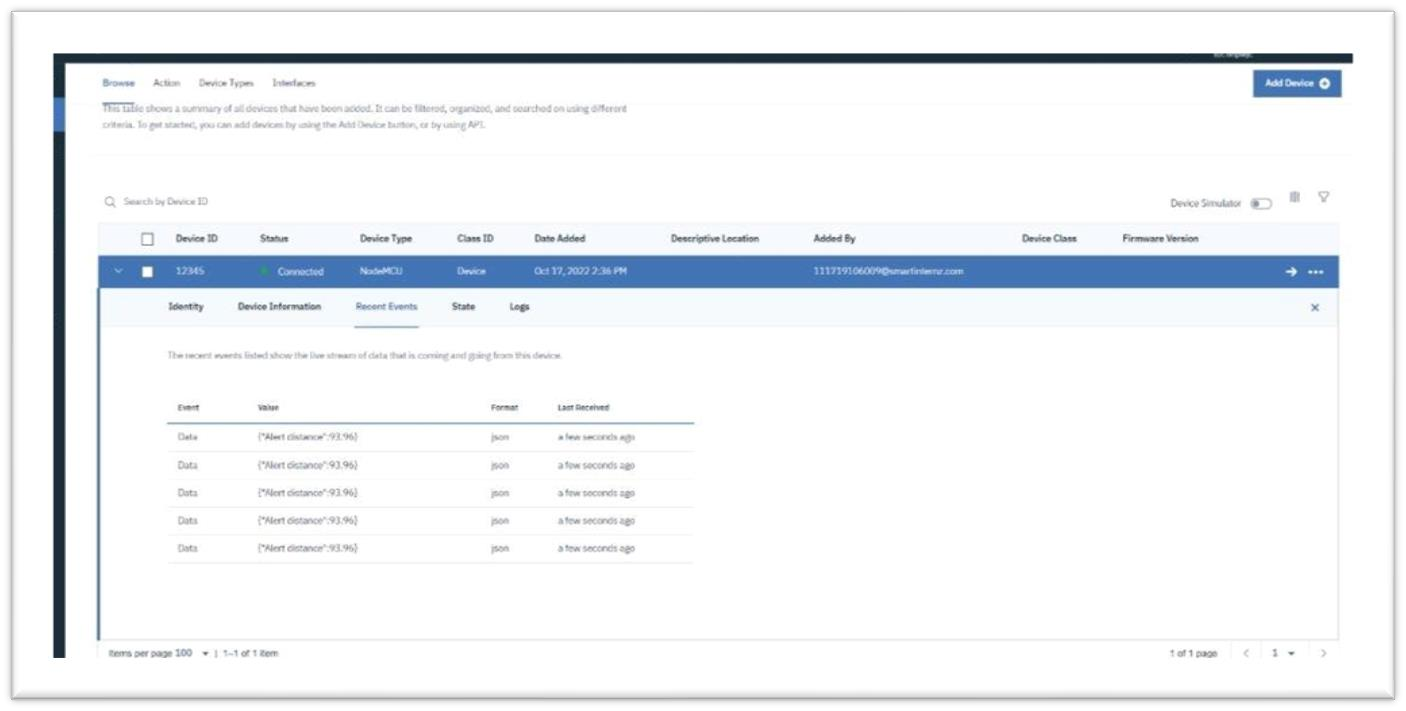 Browse Action Device Types Interfaces Add Device
This table shows a summary of all devices that have been added. It can be filtered, organized, and searched on using different
criteria. To get started, you can add devices by using the Add Device button, or by using API.
Search by Device ID Device Simulator
Device ID Status Device Type Class ID Date Added Descriptive Location Added By Device Class Firmware Version
12345 Connected NodeMCU Device Oct 17, 2022 2:36 PM 111719106009@smartinternz.com
Identity Device Information Recent Events State Logs
The recent events listed show the live stream of data that is coming and going from this device.
Event Value Format Last Received
Data {"Alert distance":93.96} json a few seconds ago
Data {"Alert distance":93.96} json a few seconds ago
Data {"Alert distance":93.96} json a few seconds ago
Data {"Alert distance":93.96} json a few seconds ago
Data {"Alert distance":93.96} json a few seconds ago
Items per page 100 | 1–1 of 1 item 1 of 1 page 1